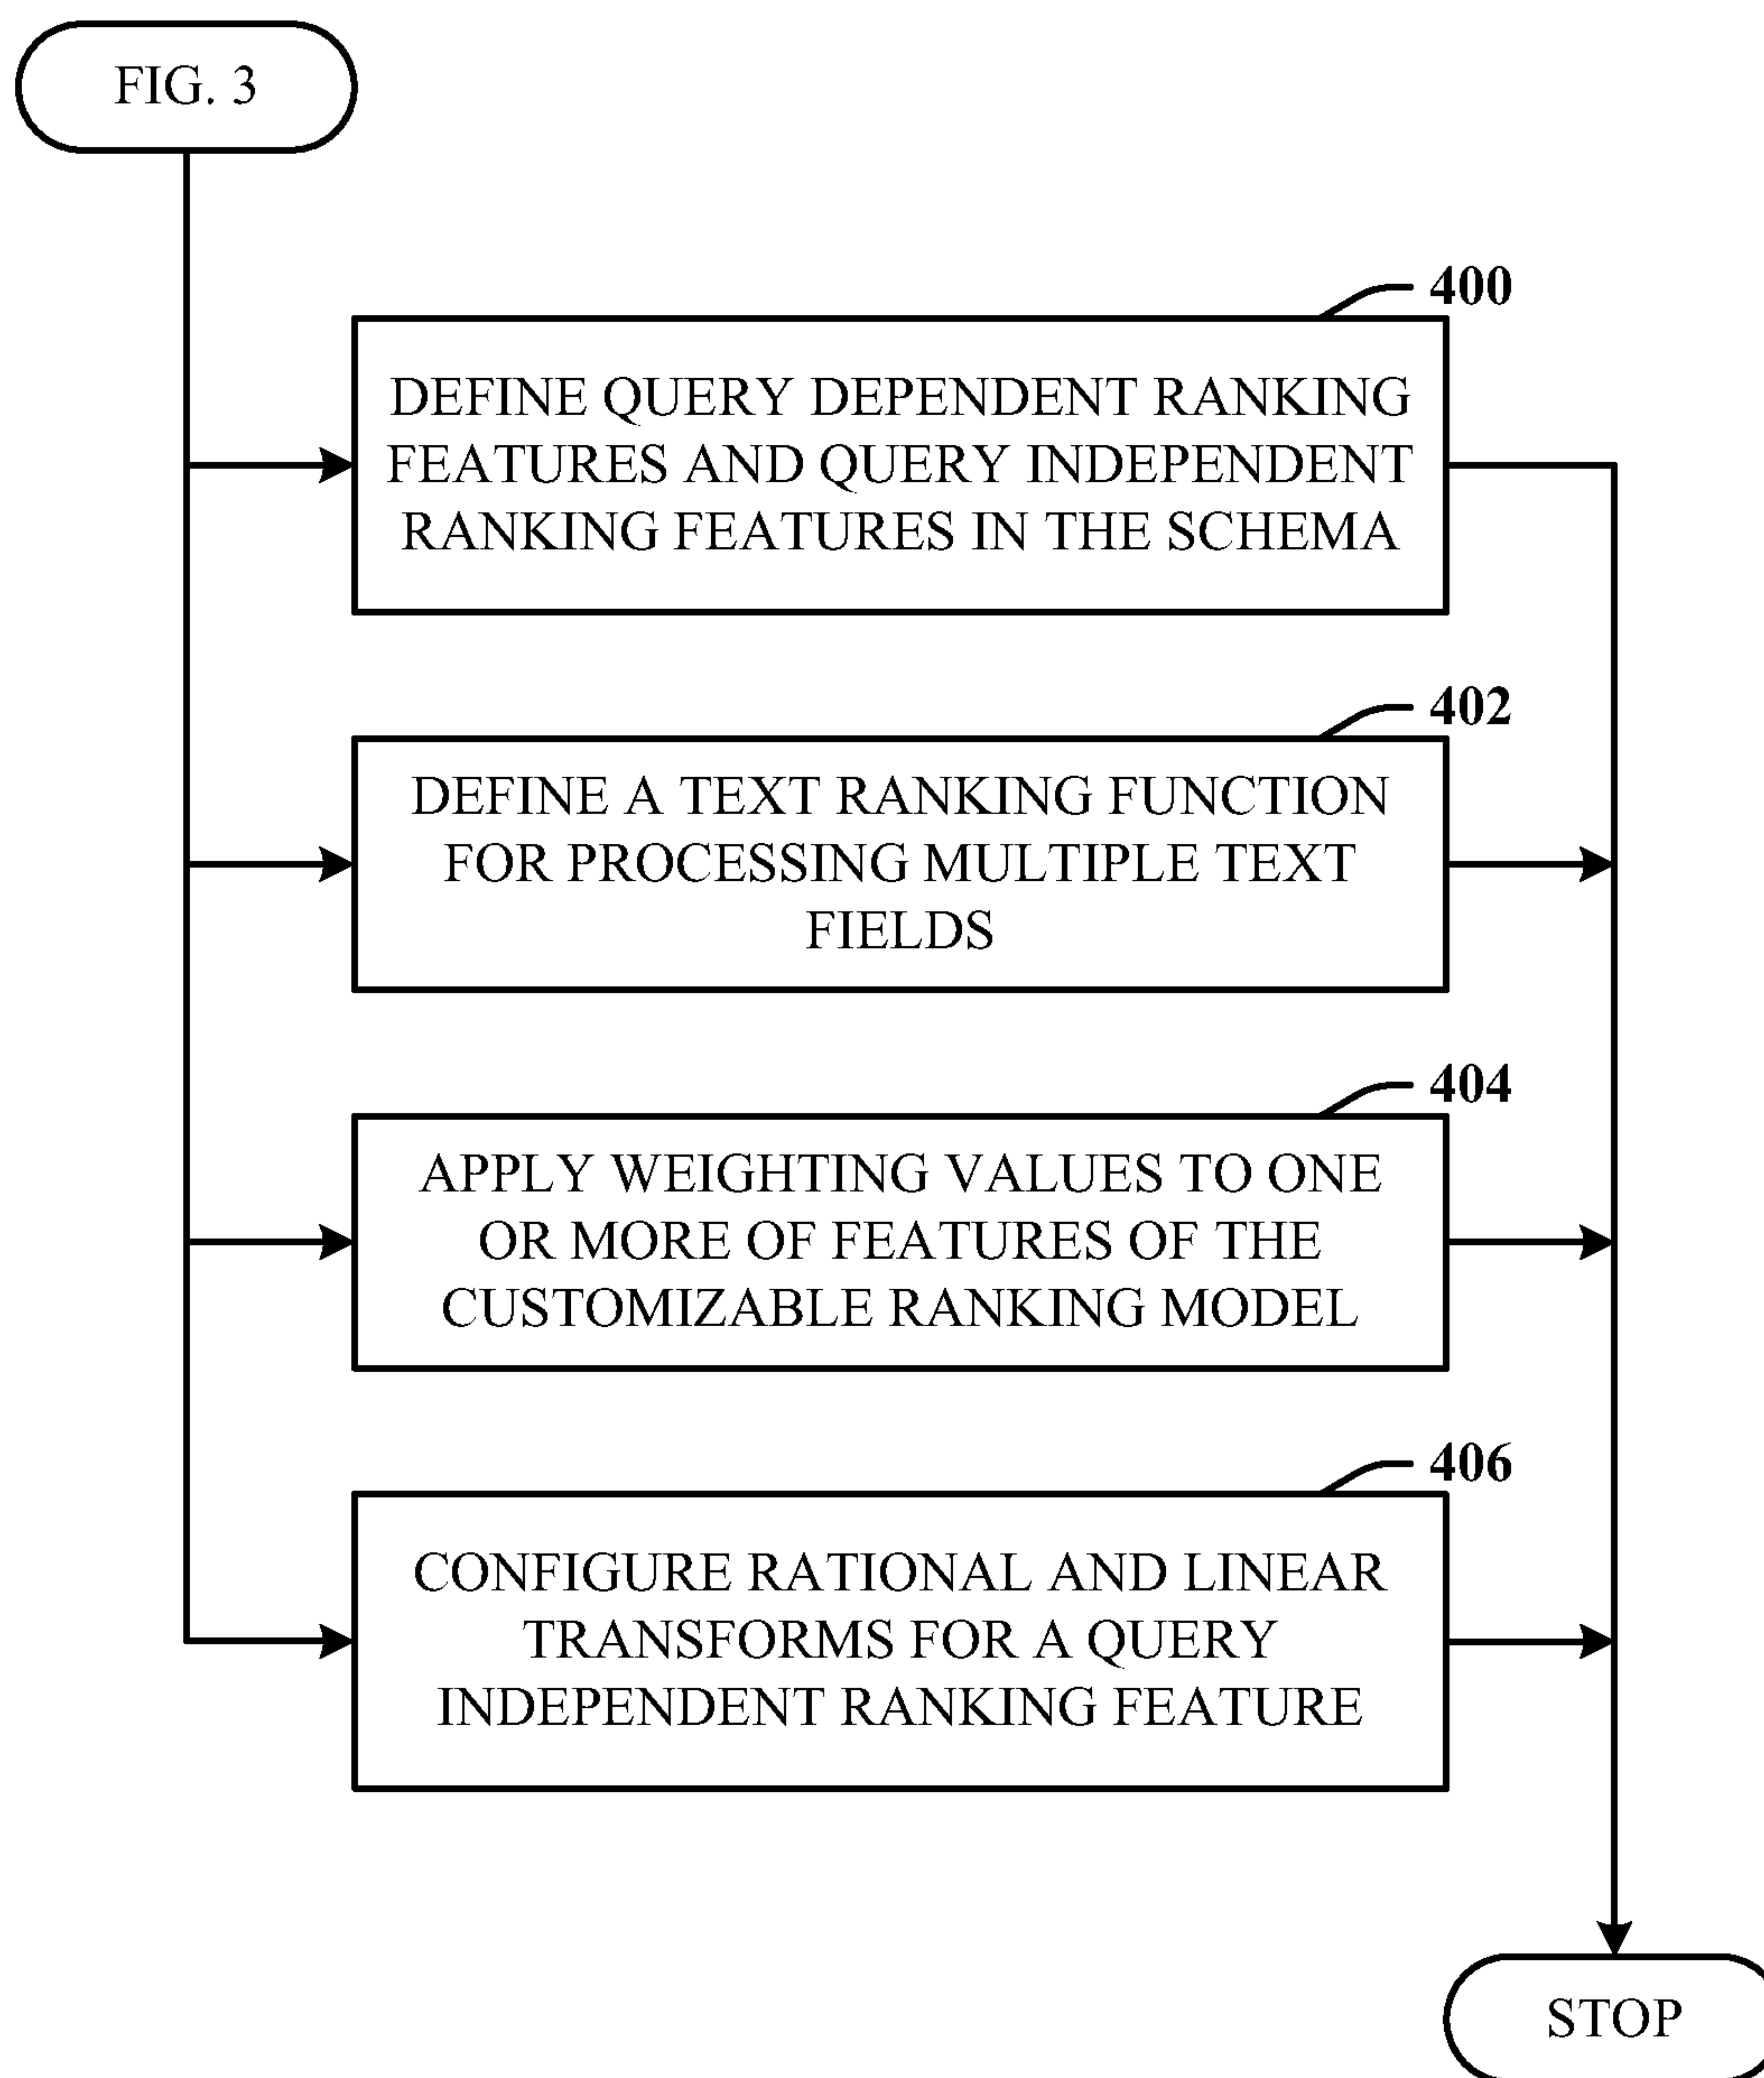 FIG. 3
400
DEFINE QUERY DEPENDENT RANKING
FEATURES AND QUERY INDEPENDENT
RANKING FEATURES IN THE SCHEMA
402
DEFINE A TEXT RANKING FUNCTION
FOR PROCESSING MULTIPLE TEXT
FIELDS
404
APPLY WEIGHTING VALUES TO ONE
OR MORE OF FEATURES OF THE
CUSTOMIZABLE RANKING MODEL
406
CONFIGURE RATIONAL AND LINEAR
TRANSFORMS FOR A QUERY
INDEPENDENT RANKING FEATURE
STOP